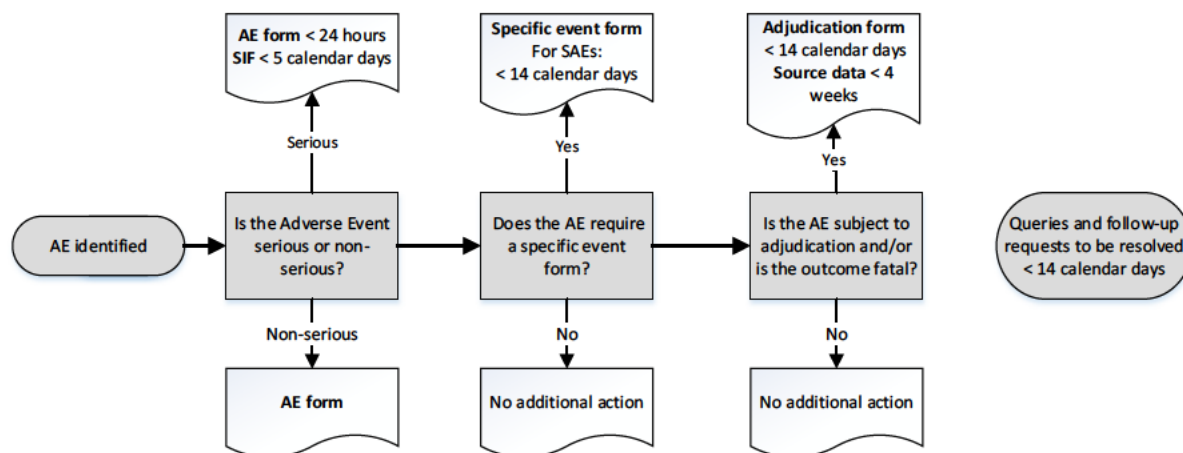 AE form < 24 hours
SIF < 5 calendar days
Specific event form
For SAEs:
< 14 calendar days
Adjudication form
< 14 calendar days
Source data < 4
weeks
Serious
Yes
Yes
AE identified
Is the Adverse Event
serious or non-
serious?
Does the AE require
a specific event
form?
Is the AE subject to
adjudication and/or
is the outcome fatal?
Queries and follow-up
requests to be resolved
< 14 calendar days
Non-serious
No
No
AE form
No additional action
No additional action